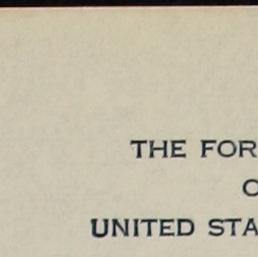 THE FOR
O
UNITED STA